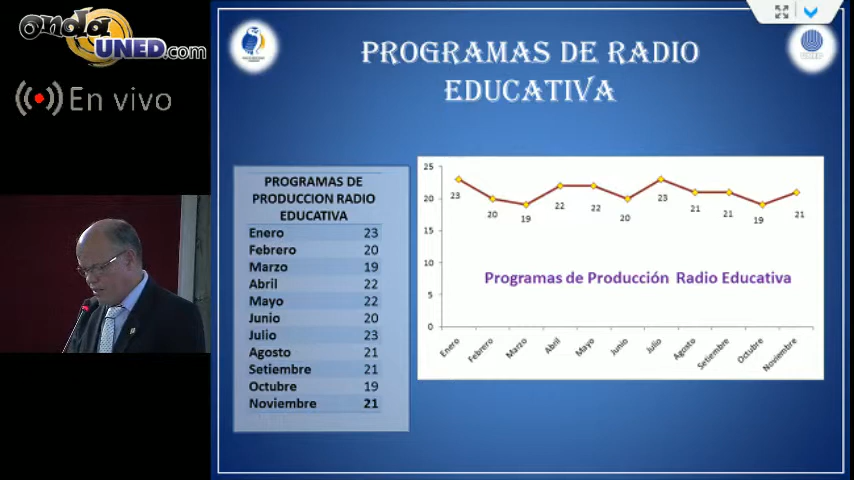 onda
UNED.com
En vivo
PROGRAMAS DE RADIO
EDUCATIVA
UNED
PROGRAMAS DE
PRODUCCION RADIO
EDUCATIVA
Enero 23
Febrero 20
Marzo 19
Abril 22
Mayo 22
Junio 20
Julio 23
Agosto 21
Setiembre 21
Octubre 19
Noviembre 21
25
20
15
10
5
0
23 20 19 22 22 20 23 21 21 19 21
Programas de Producción Radio Educativa
Enero Febrero Marzo Abril Mayo Junio Julio Agosto Setiembre Octubre Noviembre